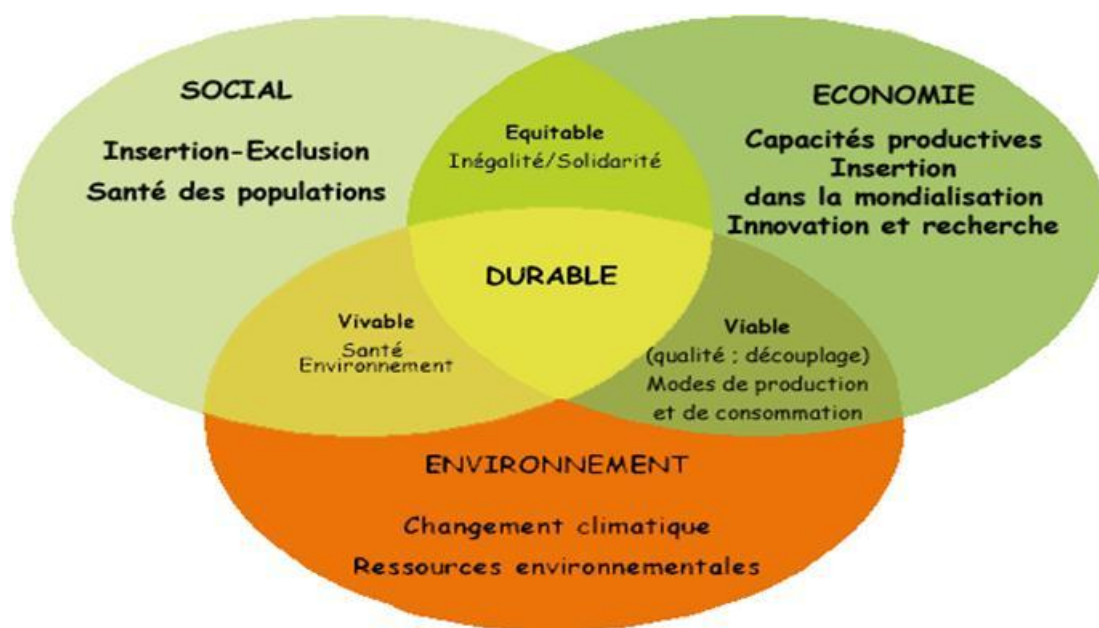 SOCIAL
Insertion-Exclusion
Santé des populations
Equitable
Inégalité/Solidarité
ECONOMIE
Capacités productives
Insertion
dans la mondialisation
Innovation et recherche
DURABLE
Vivable
Santé
Environnement
Viable
(qualité ; découplage)
Modes de production
et de consommation
ENVIRONNEMENT
Changement climatique
Ressources environnementales